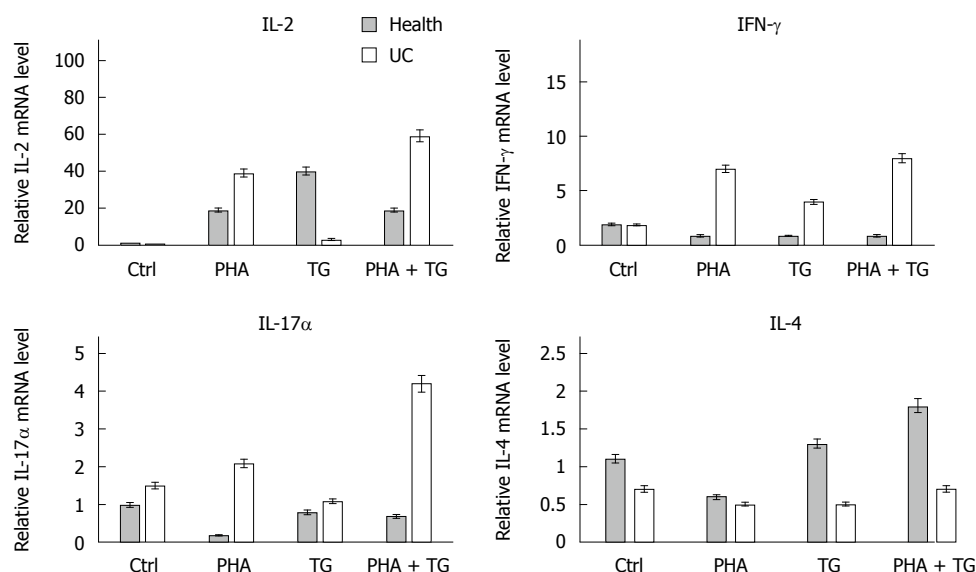 IL-2
Health
UC
Relative IL-2 mRNA level
100
80
60
40
20
0
Ctrl PHA TG PHA + TG
IFN-γ
Relative IFN-γ mRNA level
15
10
5
0
Ctrl PHA TG PHA + TG
IL-17α
Relative IL-17α mRNA level
5
4
3
2
1
0
Ctrl PHA TG PHA + TG
IL-4
Relative IL-4 mRNA level
2.5
2
1.5
1
0.5
0
Ctrl PHA TG PHA + TG